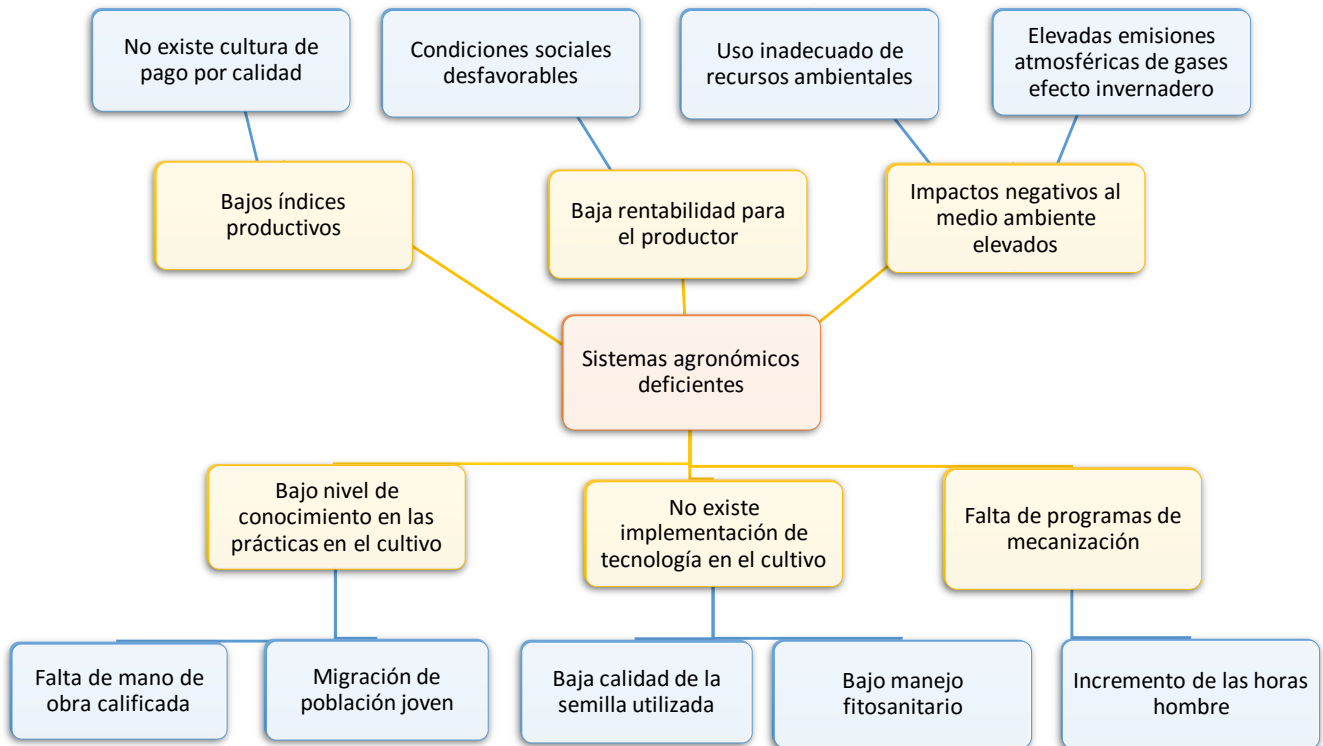 No existe cultura de
pago por calidad
Condiciones sociales
desfavorables
Uso inadecuado de
recursos ambientales
Elevadas emisiones
atmosféricas de gases
efecto invernadero
Bajos índices
productivos
Baja rentabilidad para
el productor
Impactos negativos al
medio ambiente
elevados
Sistemas agronómicos
deficientes
Bajo nivel de
conocimiento en las
prácticas en el cultivo
No existe
implementación de
tecnología en el cultivo
Falta de programas de
mecanización
Falta de mano de
obra calificada
Migración de
población joven
Baja calidad de la
semilla utilizada
Bajo manejo
fitosanitario
Incremento de las horas
hombre